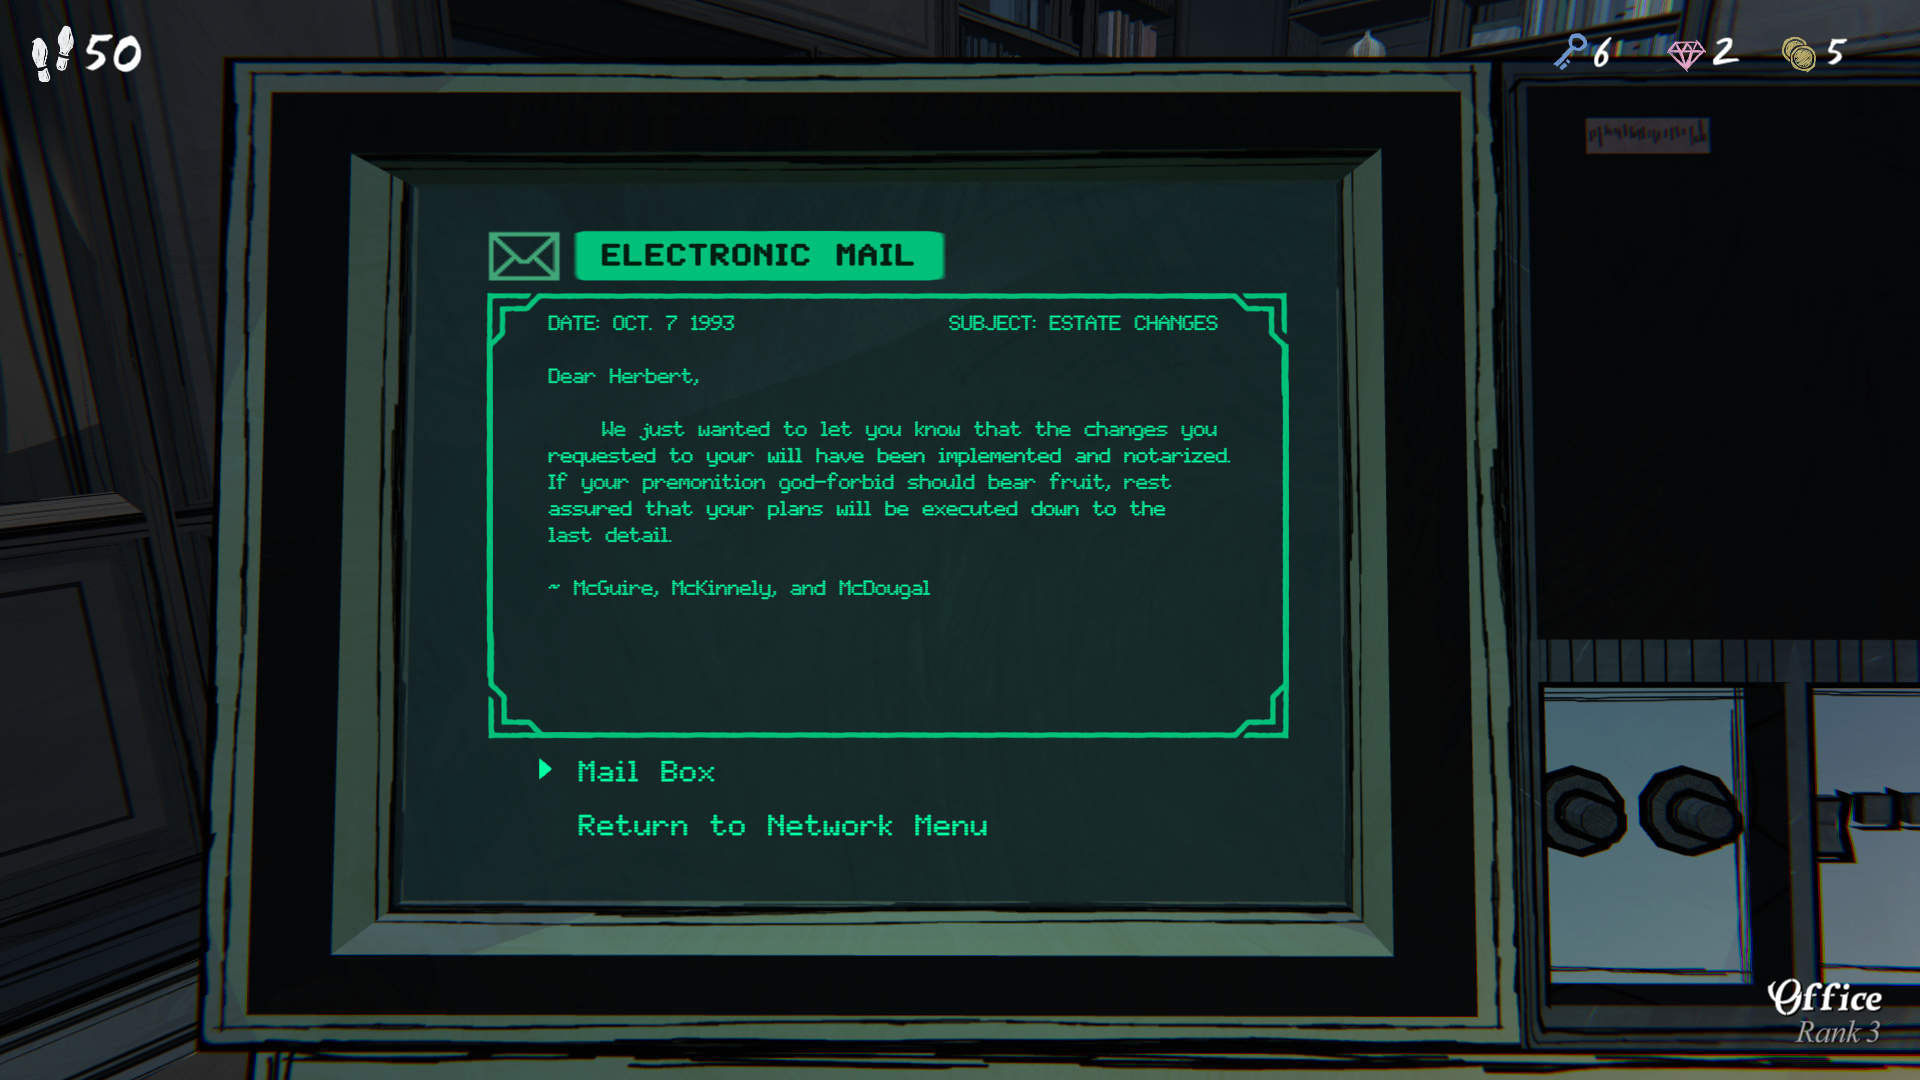 50
6
2
5
ELECTRONIC MAIL
DATE: OCT. 7 1993
SUBJECT: ESTATE CHANGES
Dear Herbert,
We just wanted to let you know that the changes you
requested to your will have been implemented and notarized.
If your premonition god-forbid should bear fruit, rest
assured that your plans will be executed down to the
last detail.
~ McGuire, McKinnely, and McDougal
Mail Box
Return to Network Menu
Office
Rank 3